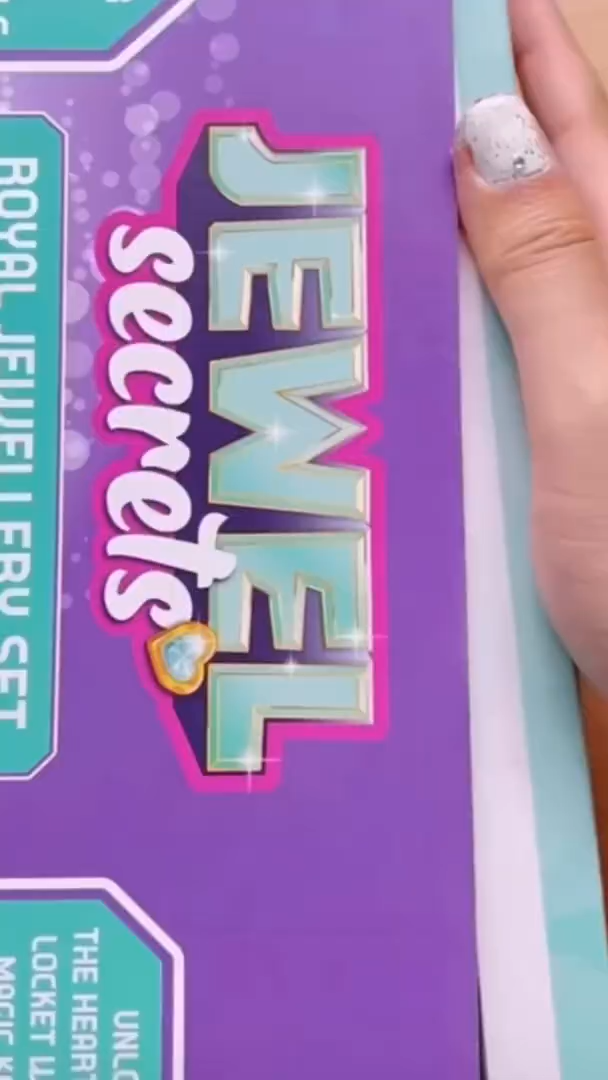 JEWEL
secrets
ROYAL JEWELLERY SET
THE HEART
LOCKET